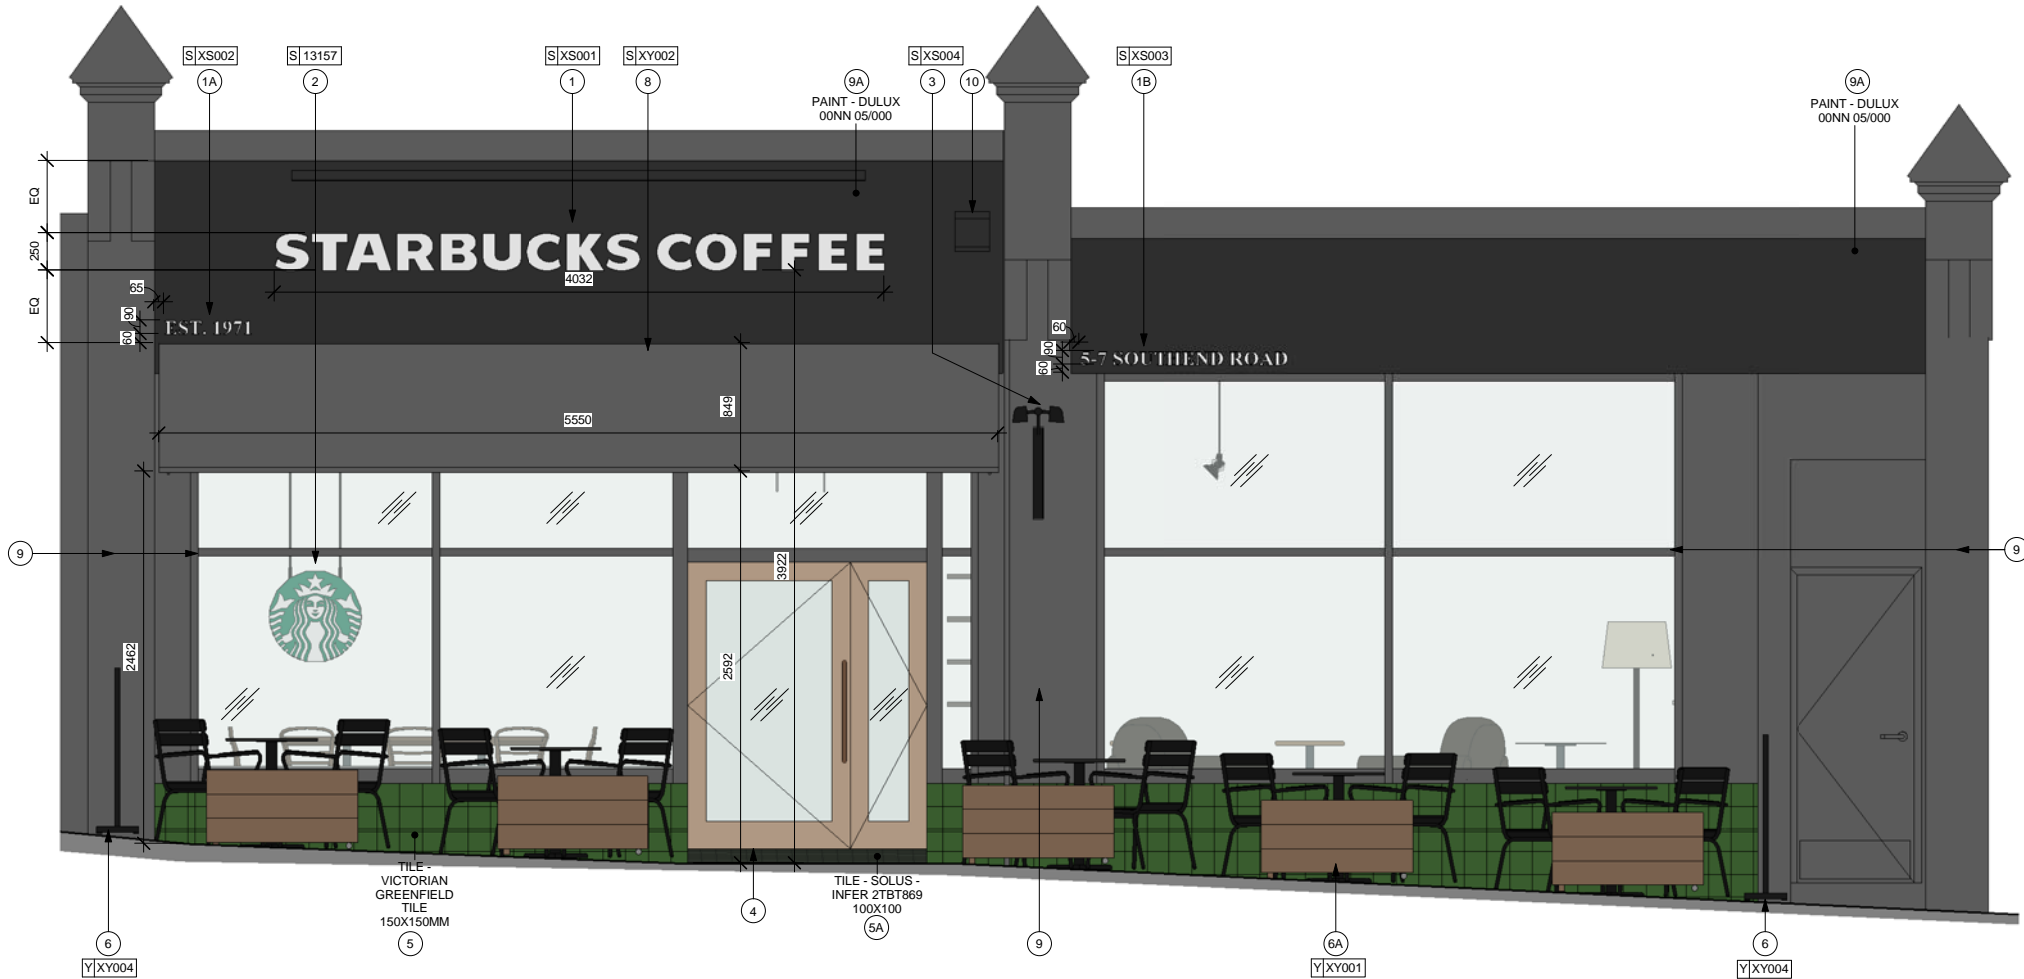 S XS002
1A
S 13157
2
S XS001
1
S XY002
8
9A
PAINT - DULUX
00NN 05/000
S XS004
3
10
S XS003
1B
9A
PAINT - DULUX
00NN 05/000
EQ
250
EQ
STARBUCKS COFFEE
4032
65
90
60
EST. 1971
60
90
60
5-7 SOUTHEND ROAD
849
5550
9
3922
9
2462
2592
TILE -
VICTORIAN
GREENFIELD
TILE
150X150MM
5
TILE - SOLUS -
INFER 2TBT869
100X100
5A
4
6
Y XY004
9
6A
Y XY001
6
Y XY004